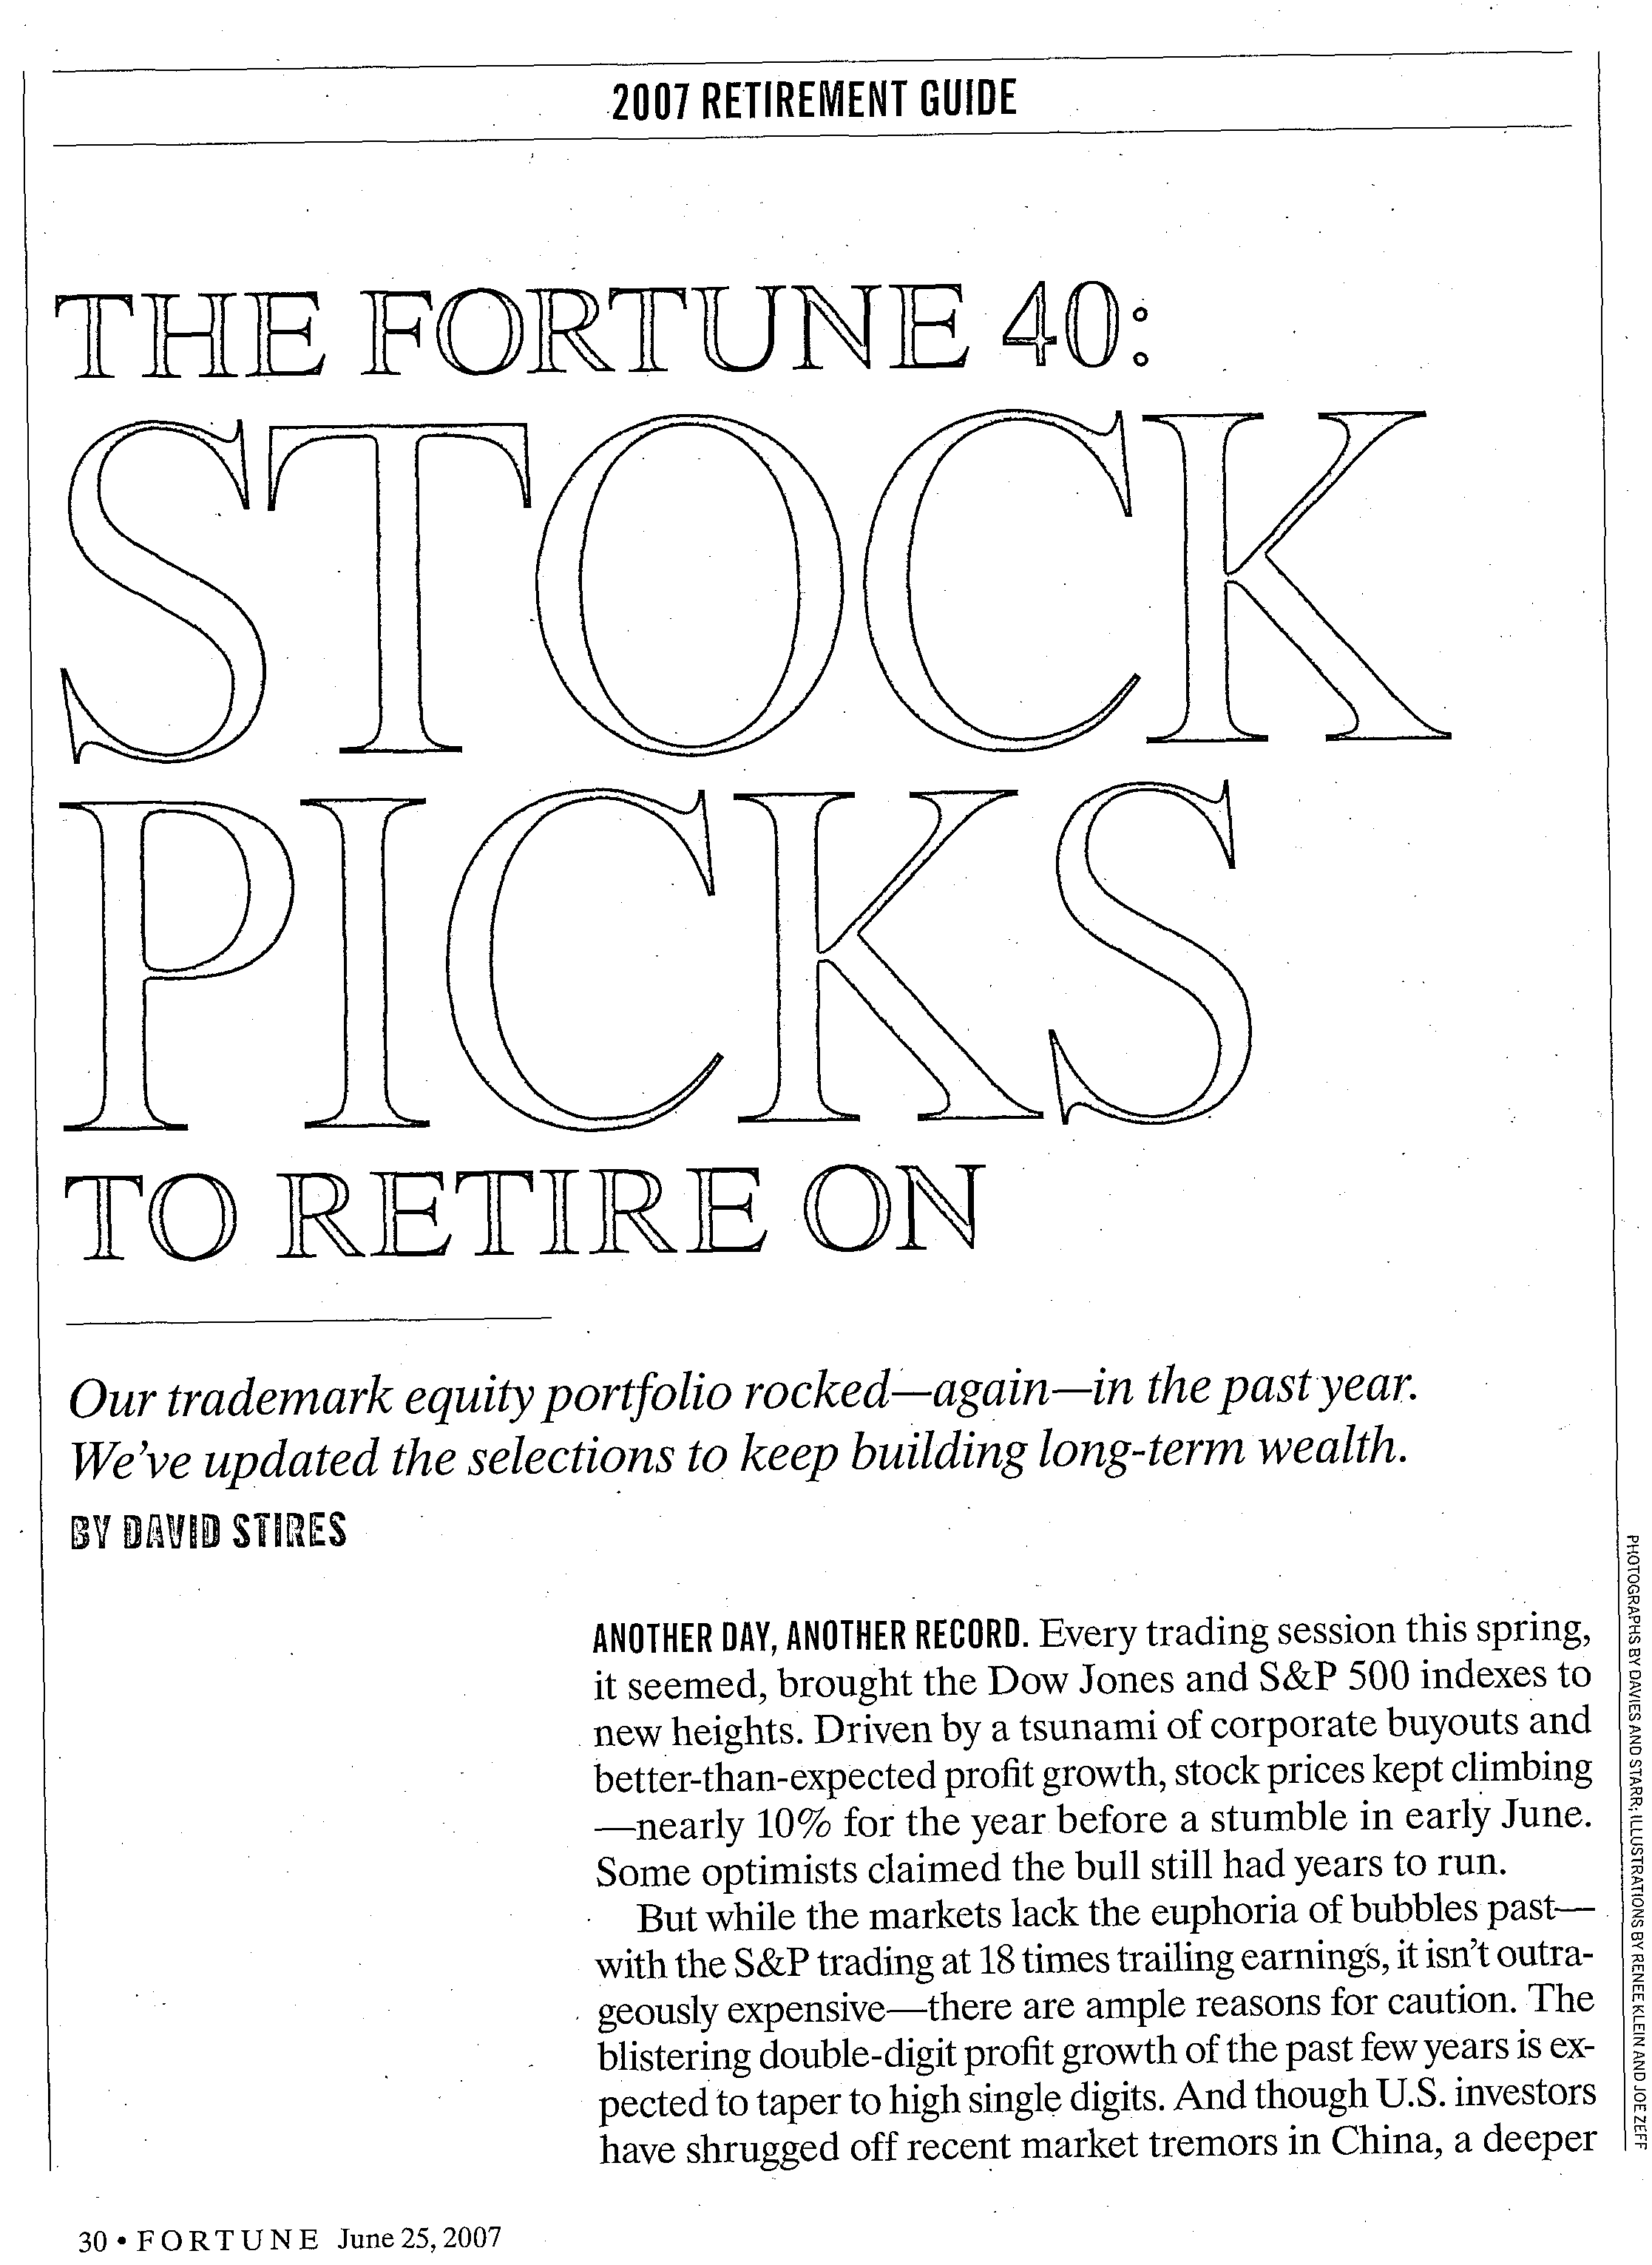 2007 RETIREMENT GUIDE
THE FORTUNE 40:
STOCK
PICKS
TO RETIRE ON
Our trademark equity portfolio rocked—again—in the past year.
We've updated the selections to keep building long-term wealth.
BY DAVID STIRES
ANOTHER DAY, ANOTHER RECORD. Every trading session this spring,
it seemed, brought the Dow Jones and S&P 500 indexes to
new heights. Driven by a tsunami of corporate buyouts and
better-than-expected profit growth, stock prices kept climbing
—nearly 10% for the year before a stumble in early June.
Some optimists claimed the bull still had years to run.
But while the markets lack the euphoria of bubbles past—
with the S&P trading at 18 times trailing earnings, it isn't outra-
geously expensive—there are ample reasons for caution. The
blistering double-digit profit growth of the past few years is ex-
pected to taper to high single digits. And though U.S. investors
have shrugged off recent market tremors in China, a deeper
PHOTOGRAPHS BY DAVIES AND STARR; ILLUSTRATIONS BY RENEE KLEIN AND JOE ZEFF
30 • FORTUNE June 25, 2007